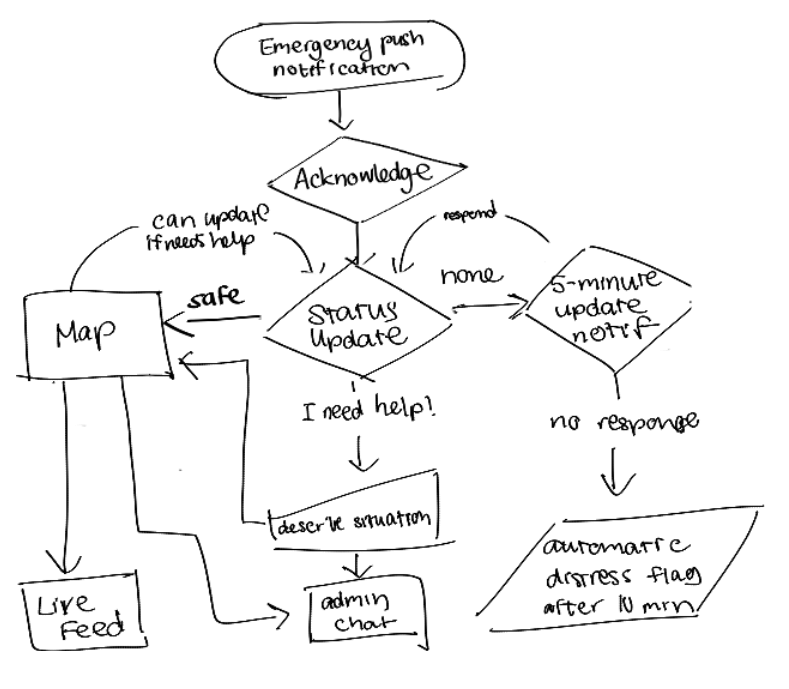 Emergency push
notification
Acknowledge
can update
if needs help
respond
safe
none
5-minute
update
notif
Map
Status
Update
I need help!
no response
describe situation
automatic
distress flag
after 10 min
Live
Feed
admin
chat